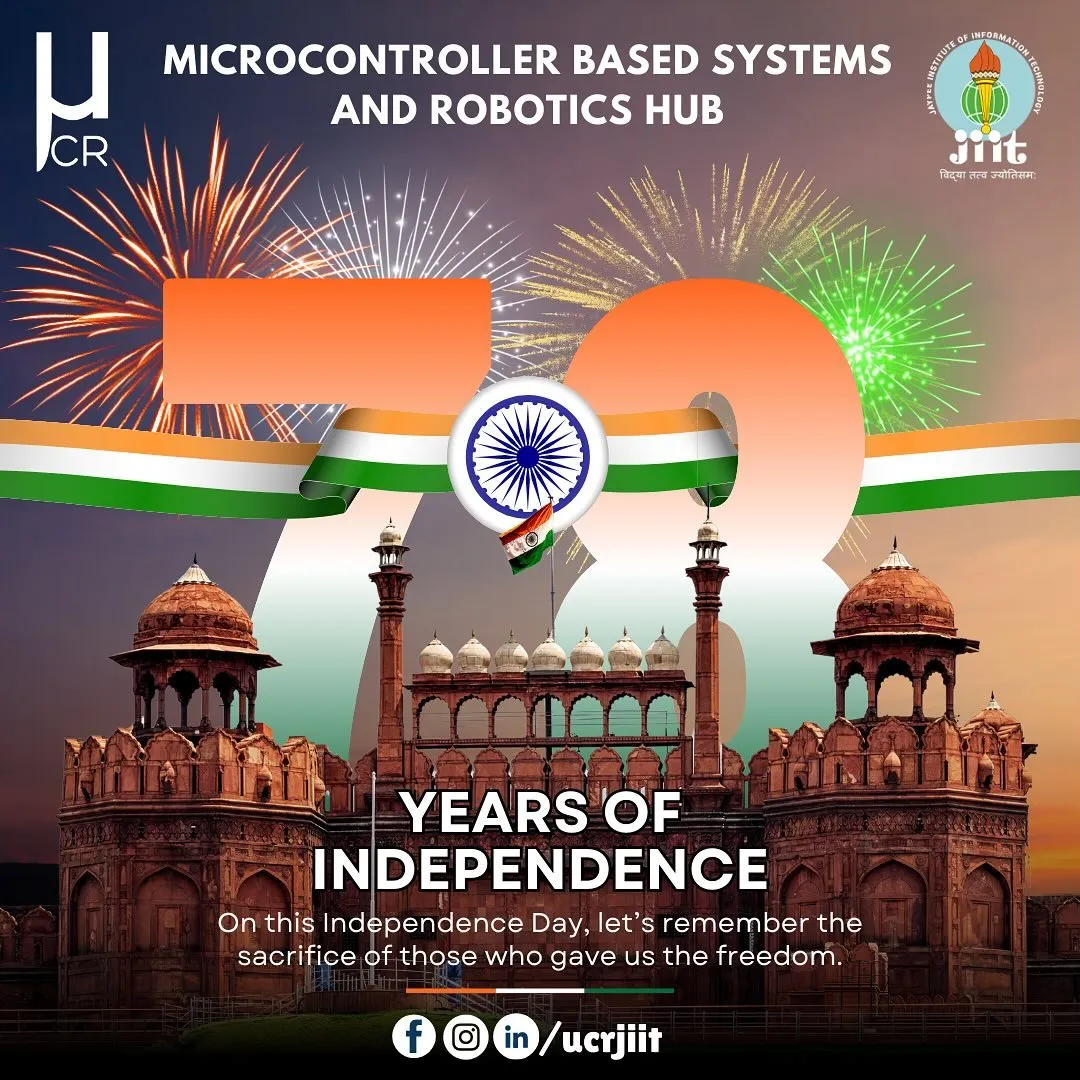 µ
CR
MICROCONTROLLER BASED SYSTEMS
AND ROBOTICS HUB
JAYPEE INSTITUTE OF INFORMATION TECHNOLOGY
jiit
विद्या तत्व ज्योतिसम:
78
YEARS OF
INDEPENDENCE
On this Independence Day, let’s remember the
sacrifice of those who gave us the freedom.
/ucrjiit